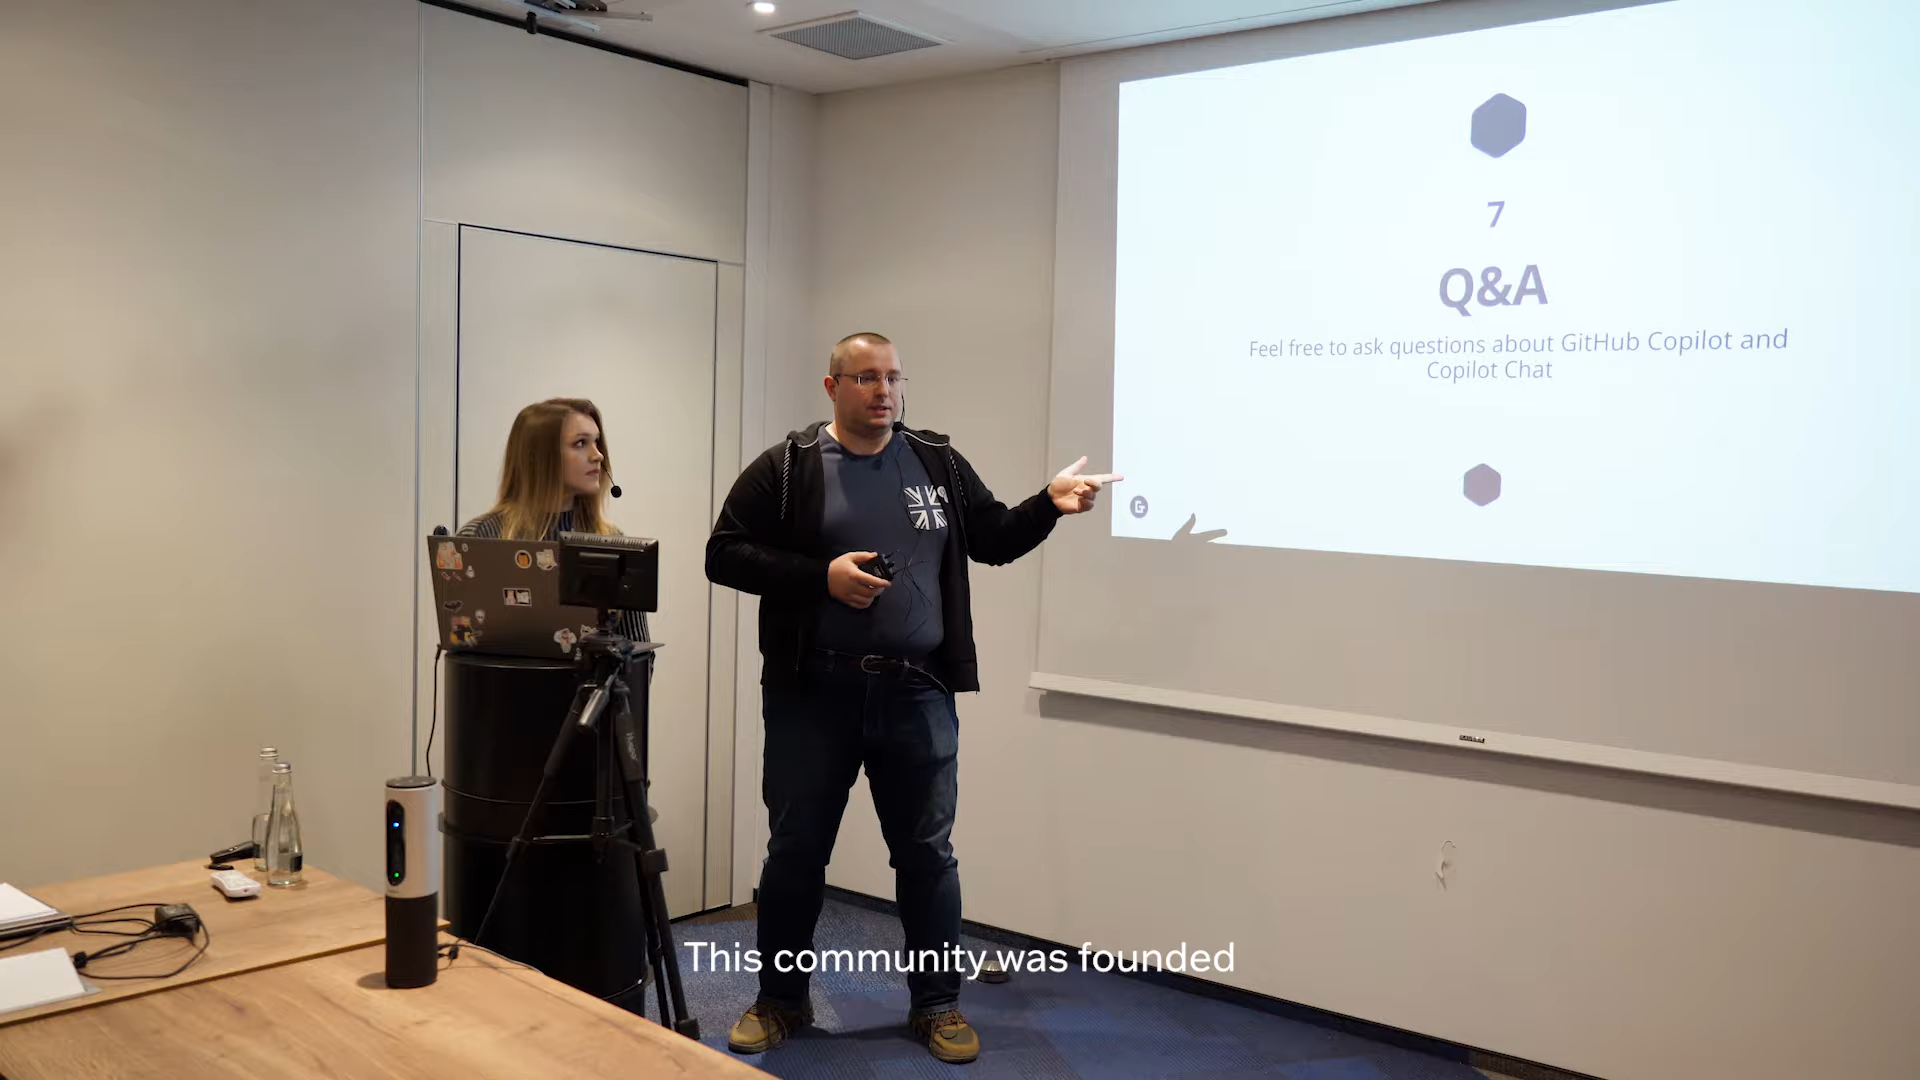 7
Q&A
Feel free to ask questions about GitHub Copilot and
Copilot Chat
This community was founded